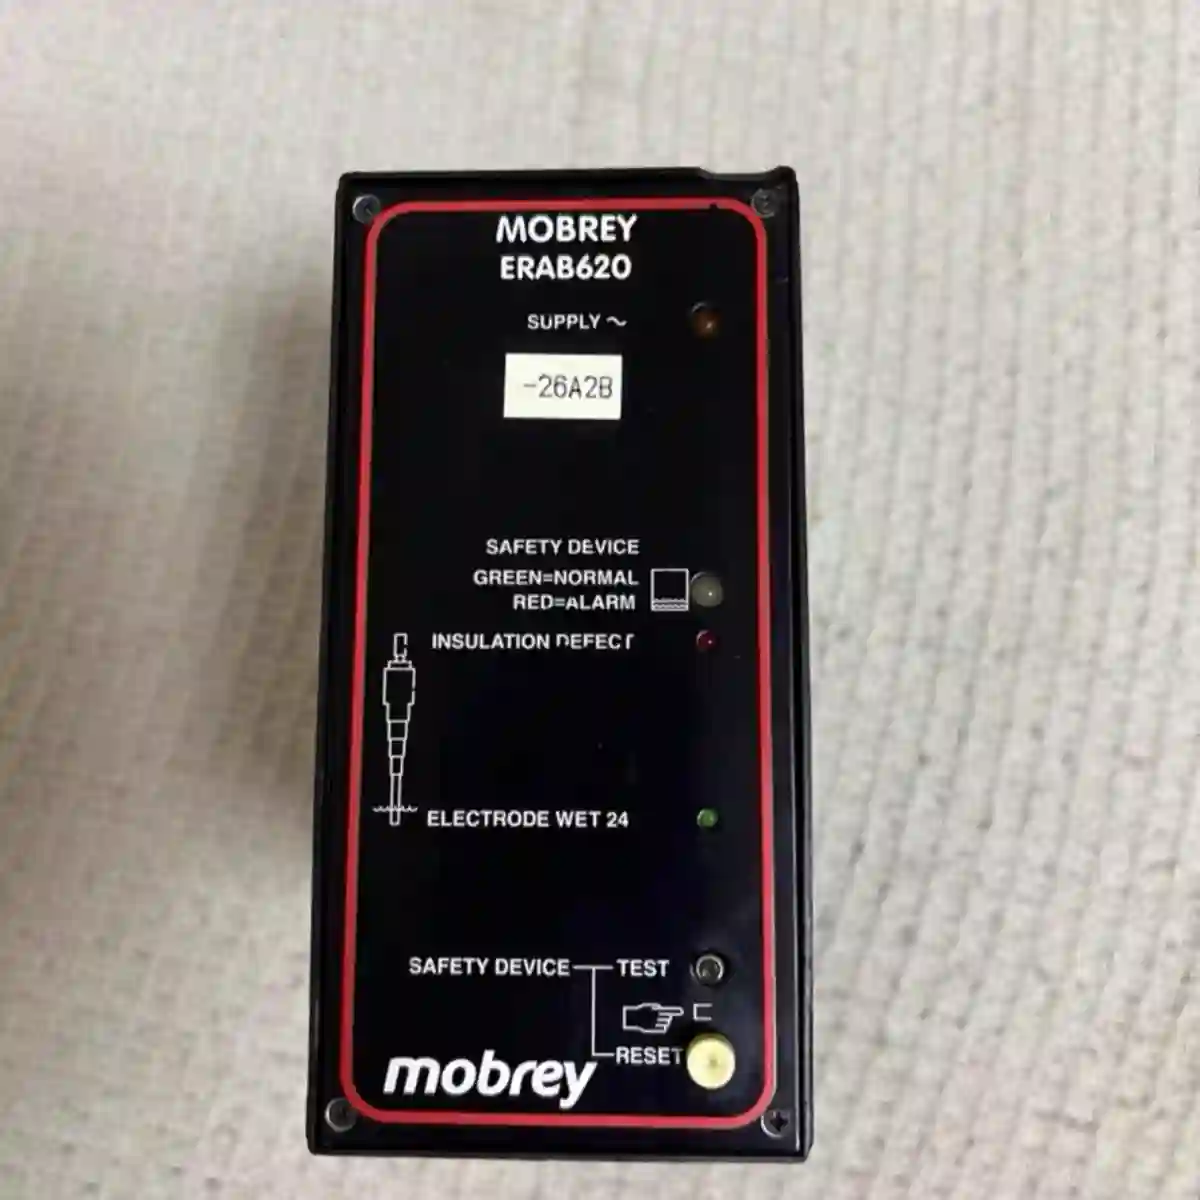 MOBREY
ERAB620
SUPPLY ~
-26A2B
SAFETY DEVICE
GREEN=NORMAL
RED=ALARM
INSULATION DEFECT
ELECTRODE WET 24
SAFETY DEVICE TEST
RESET
mobrey